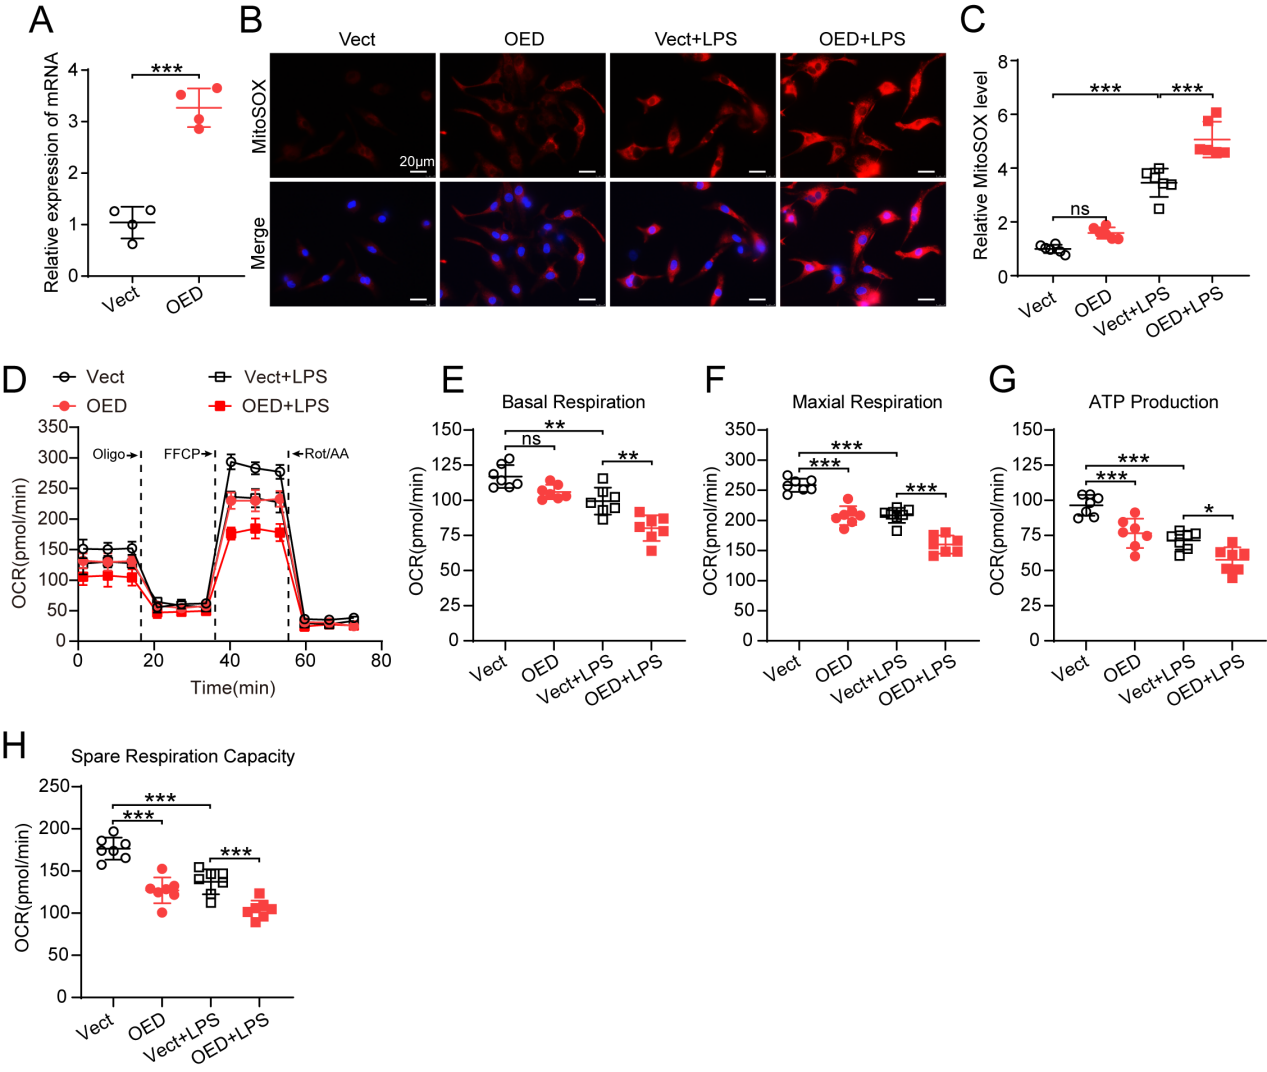 A
Relative expression of mRNA
4
3
2
1
0
***
Vect
OED
B
Vect
OED
Vect+LPS
OED+LPS
MitoSOX
20μm
Merge
C
Relative MitoSOX level
8
6
4
2
0
***
***
ns
Vect
OED
Vect+LPS
OED+LPS
D
Vect
Vect+LPS
OED
OED+LPS
OCR(pmol/min)
350
300
250
200
150
100
50
0
Oligo
FFCP
Rot/AA
0
20
40
60
80
Time(min)
E
Basal Respiration
OCR(pmol/min)
150
125
100
75
50
25
0
**
ns
**
Vect
OED
Vect+LPS
OED+LPS
F
Maxial Respiration
OCR(pmol/min)
350
300
250
200
150
100
50
0
***
***
***
Vect
OED
Vect+LPS
OED+LPS
G
ATP Production
OCR(pmol/min)
150
125
100
75
50
25
0
***
***
*
Vect
OED
Vect+LPS
OED+LPS
H
Spare Respiration Capacity
OCR(pmol/min)
250
200
150
100
50
0
***
***
***
Vect
OED
Vect+LPS
OED+LPS